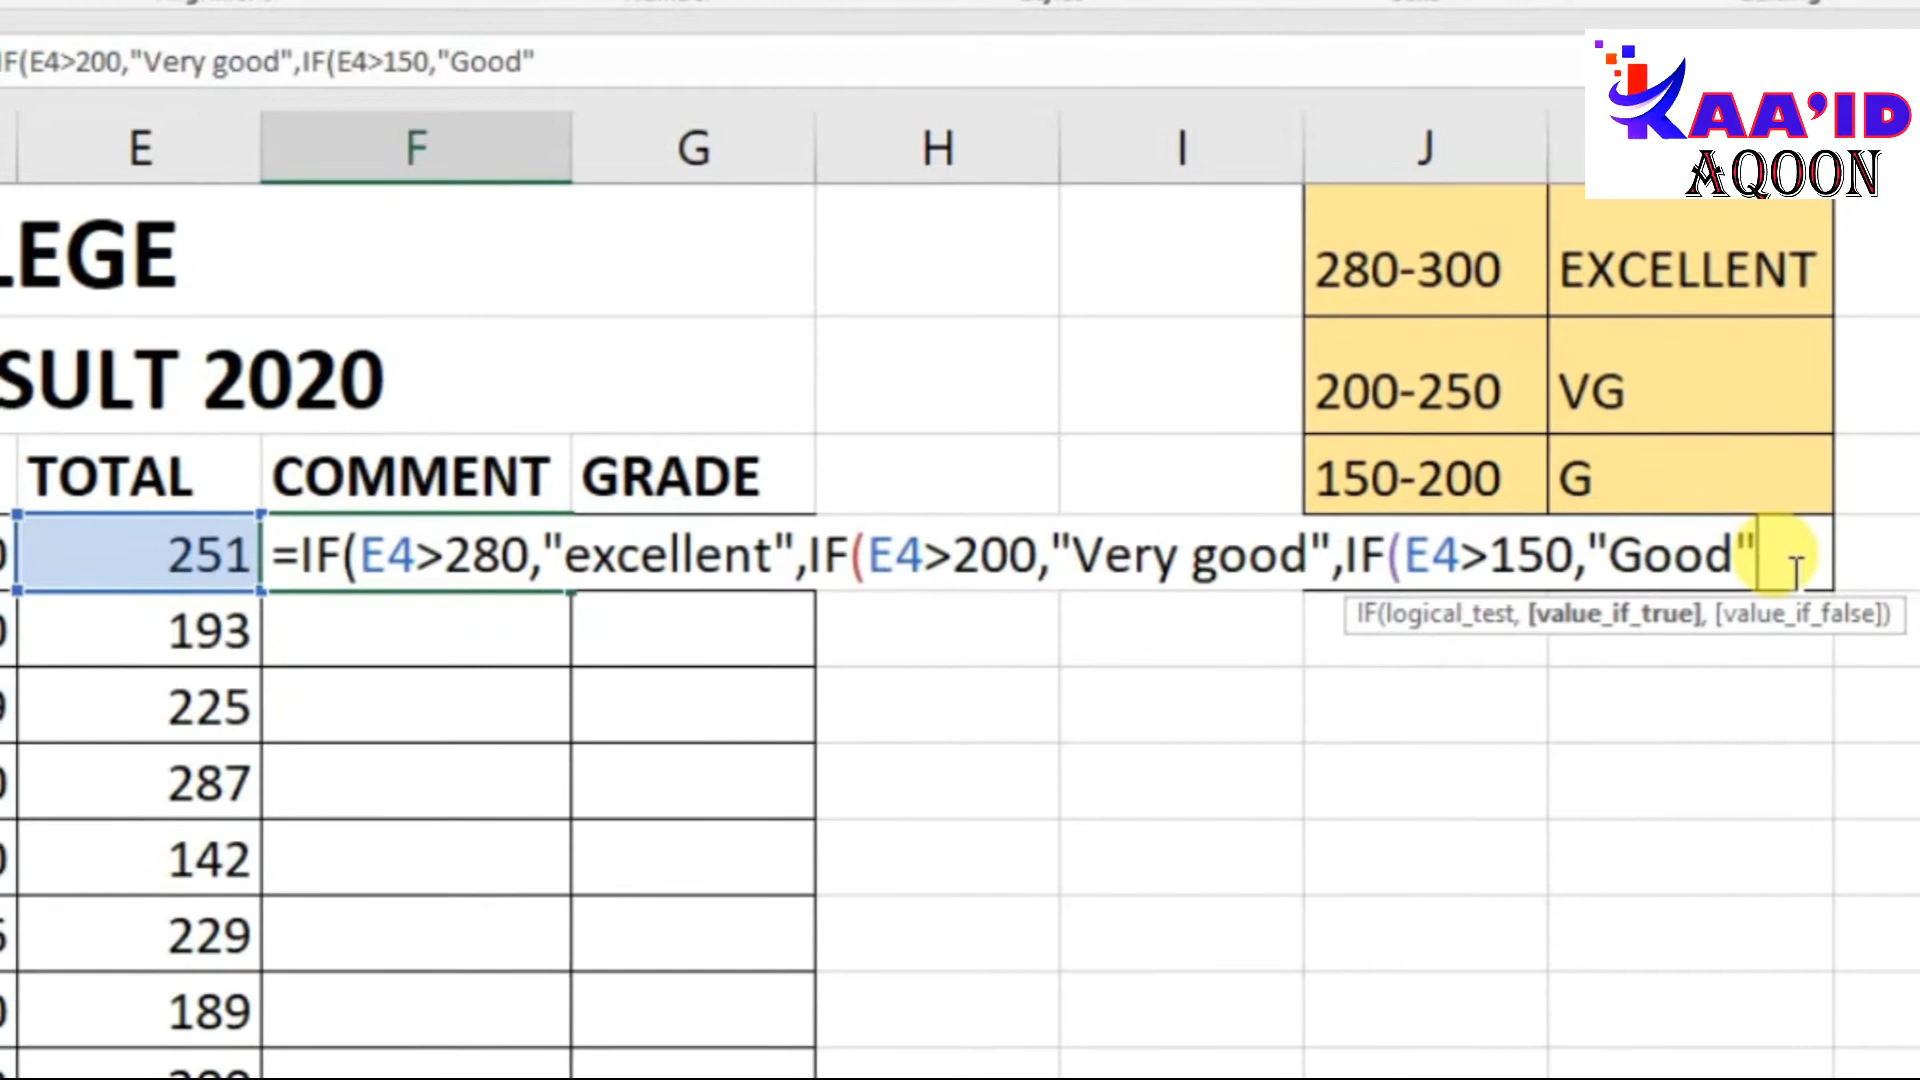 IF(E4>200,"Very good",IF(E4>150,"Good"
KAA'ID
AQOON
E F G H I J
LEGE
280-300 EXCELLENT
SULT 2020
200-250 VG
TOTAL COMMENT GRADE
150-200 G
251 =IF(E4>280,"excellent",IF(E4>200,"Very good",IF(E4>150,"Good"
IF(logical_test, [value_if_true], [value_if_false])
193
225
287
142
229
189